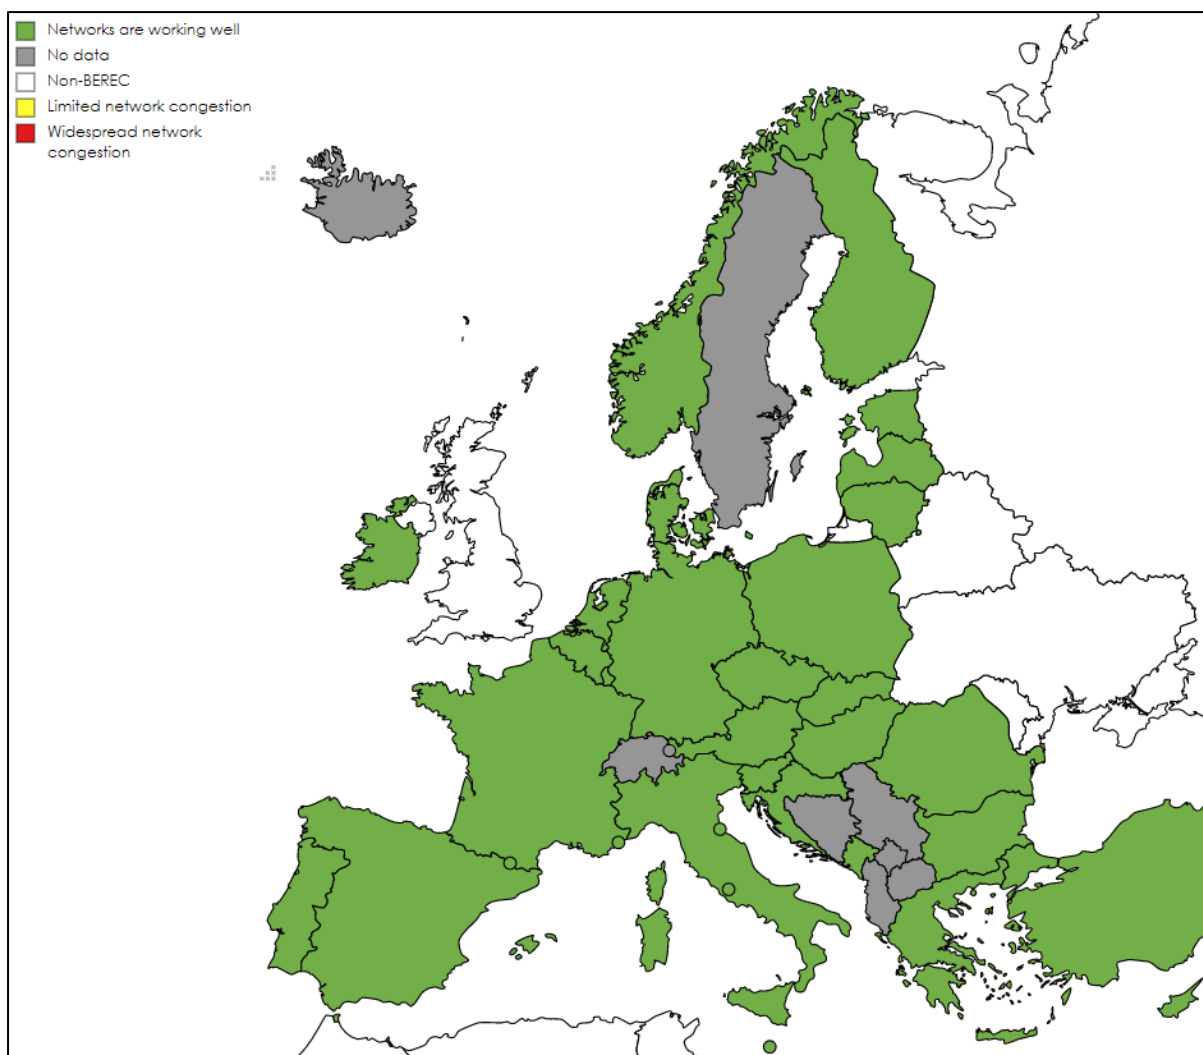 Networks are working well
No data
Non-BEREC
Limited network congestion
Widespread network
congestion